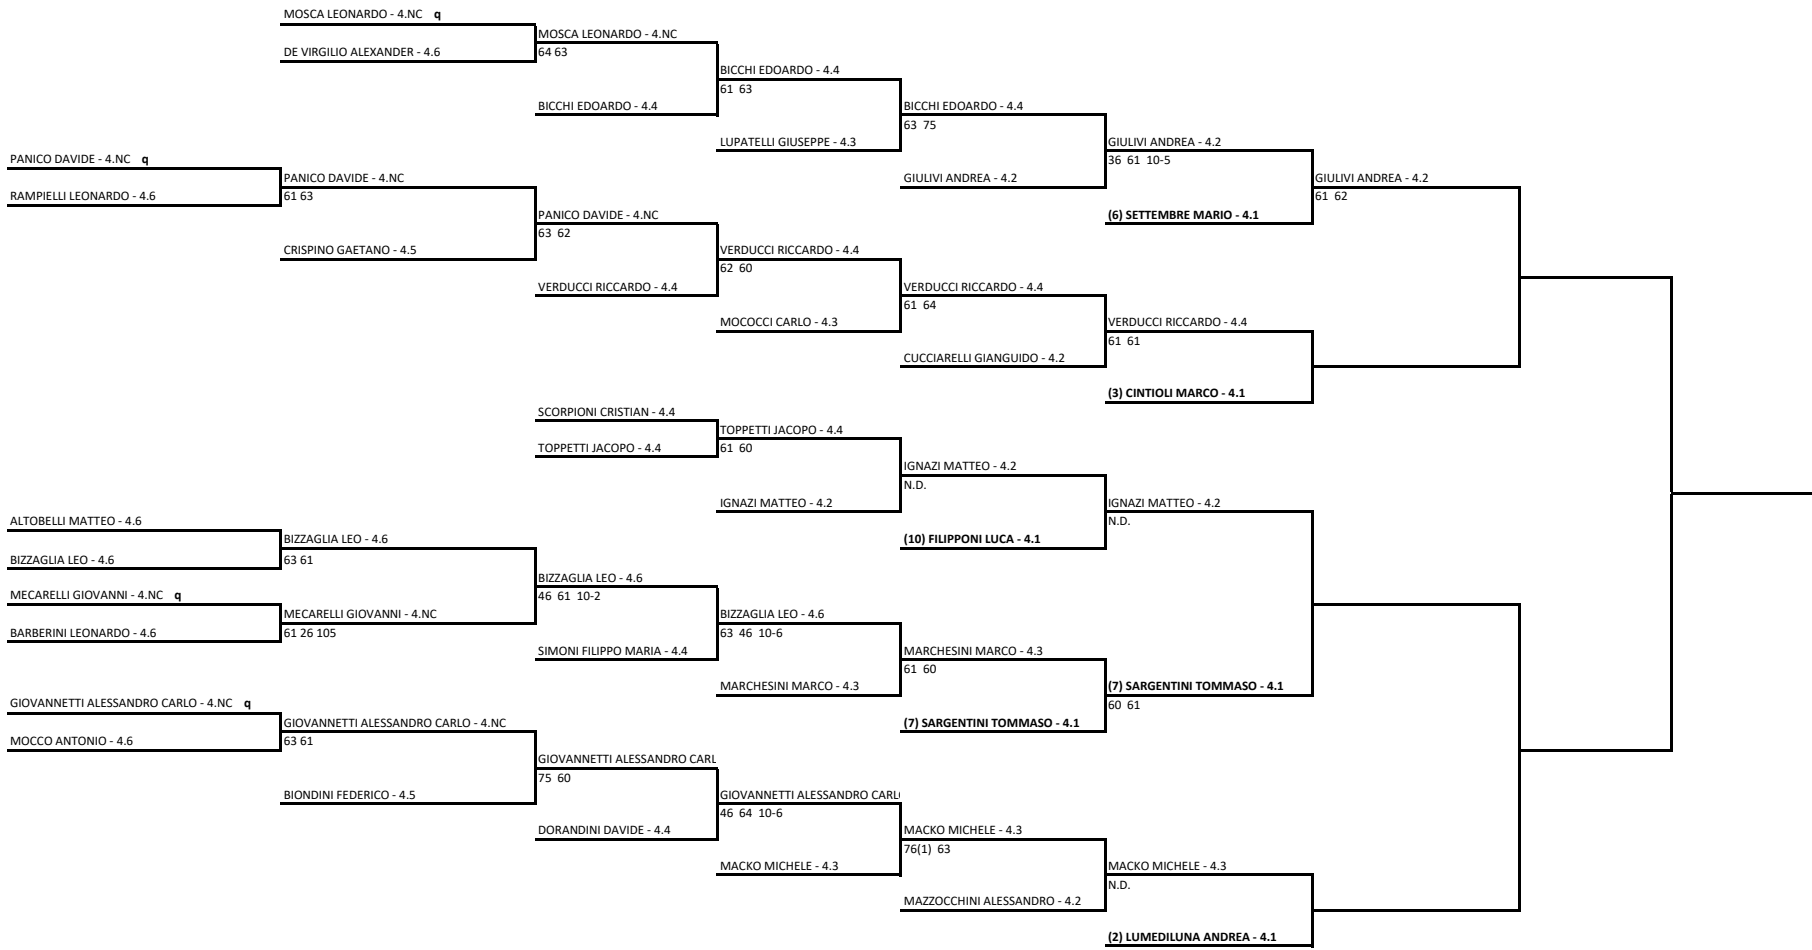 MOSCA LEONARDO - 4.NC q
MOSCA LEONARDO - 4.NC
DE VIRGILIO ALEXANDER - 4.6
64 63
BICCHI EDOARDO - 4.4
61 63
BICCHI EDOARDO - 4.4
BICCHI EDOARDO - 4.4
63 75
LUPATELLI GIUSEPPE - 4.3
GIULIVI ANDREA - 4.2
PANICO DAVIDE - 4.NC q
36 61 10-5
PANICO DAVIDE - 4.NC
GIULIVI ANDREA - 4.2
GIULIVI ANDREA - 4.2
RAMPIELLI LEONARDO - 4.6
61 63
61 62
PANICO DAVIDE - 4.NC
(6) SETTEMBRE MARIO - 4.1
63 62
CRISPINO GAETANO - 4.5
VERDUCCI RICCARDO - 4.4
62 60
VERDUCCI RICCARDO - 4.4
VERDUCCI RICCARDO - 4.4
61 64
MOCOCCI CARLO - 4.3
VERDUCCI RICCARDO - 4.4
61 61
CUCCIARELLI GIANGUIDO - 4.2
(3) CINTIOLI MARCO - 4.1
SCORPIONI CRISTIAN - 4.4
TOPPETTI JACOPO - 4.4
TOPPETTI JACOPO - 4.4
61 60
IGNAZI MATTEO - 4.2
N.D.
IGNAZI MATTEO - 4.2
IGNAZI MATTEO - 4.2
ALTOBELLI MATTEO - 4.6
N.D.
BIZZAGLIA LEO - 4.6
(10) FILIPPONI LUCA - 4.1
BIZZAGLIA LEO - 4.6
63 61
BIZZAGLIA LEO - 4.6
MECARELLI GIOVANNI - 4.NC q
46 61 10-2
MECARELLI GIOVANNI - 4.NC
BIZZAGLIA LEO - 4.6
BARBERINI LEONARDO - 4.6
61 26 105
63 46 10-6
SIMONI FILIPPO MARIA - 4.4
MARCHESINI MARCO - 4.3
61 60
MARCHESINI MARCO - 4.3
(7) SARGENTINI TOMMASO - 4.1
GIOVANNETTI ALESSANDRO CARLO - 4.NC q
60 61
GIOVANNETTI ALESSANDRO CARLO - 4.NC
(7) SARGENTINI TOMMASO - 4.1
MOCCO ANTONIO - 4.6
63 61
GIOVANNETTI ALESSANDRO CARL
75 60
BIONDINI FEDERICO - 4.5
GIOVANNETTI ALESSANDRO CARL
46 64 10-6
DORANDINI DAVIDE - 4.4
MACKO MICHELE - 4.3
76(1) 63
MACKO MICHELE - 4.3
MACKO MICHELE - 4.3
N.D.
MAZZOCCHINI ALESSANDRO - 4.2
(2) LUMEDILUNA ANDREA - 4.1